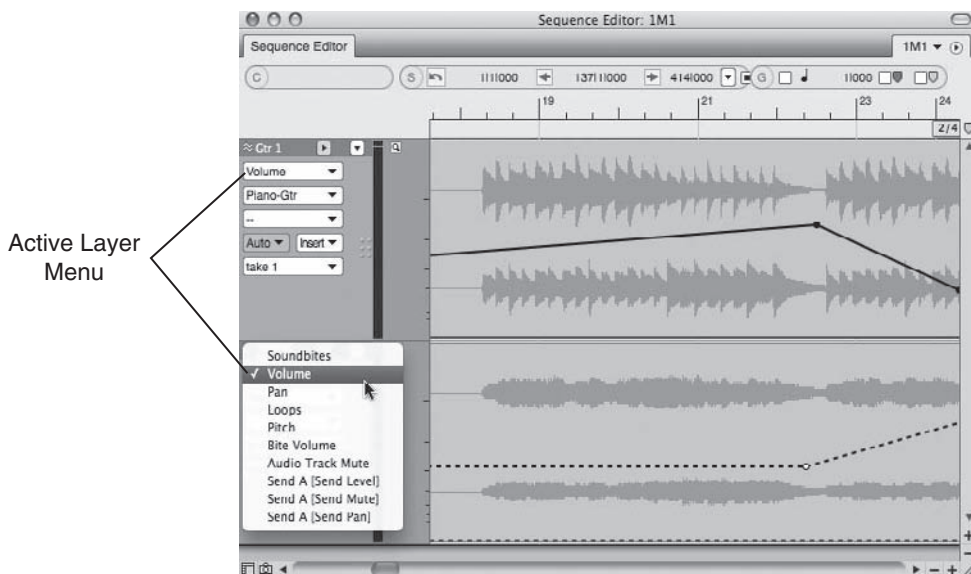 Sequence Editor: 1M1
Sequence Editor
1M1
C
S
1|1|000
137|1|000
4|4|000
G
1|000
19
21
23
24
2/4
Gtr 1
Volume
Piano-Gtr
--
Auto
Insert
take 1
Active Layer
Menu
Soundbites
✓ Volume
Pan
Loops
Pitch
Bite Volume
Audio Track Mute
Send A [Send Level]
Send A [Send Mute]
Send A [Send Pan]